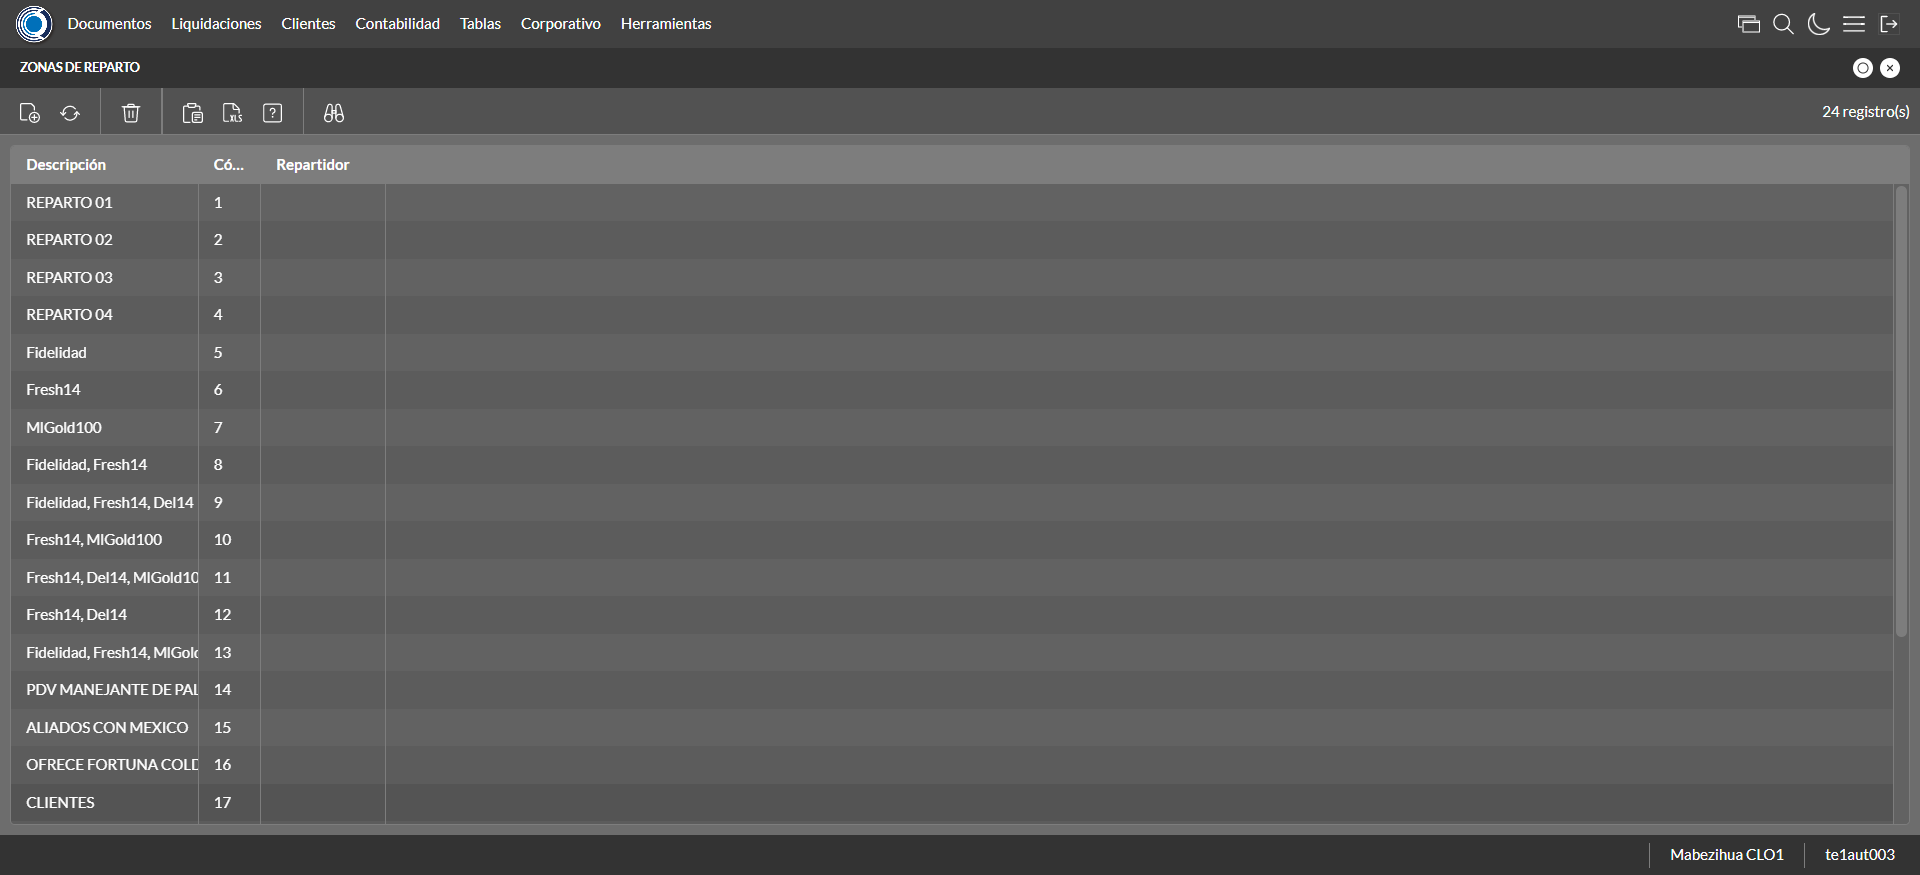 Documentos Liquidaciones Clientes Contabilidad Tablas Corporativo Herramientas
ZONAS DE REPARTO
XLS ? 24 registro(s)
Descripción Có... Repartidor
REPARTO 01 1
REPARTO 02 2
REPARTO 03 3
REPARTO 04 4
Fidelidad 5
Fresh14 6
MIGold100 7
Fidelidad, Fresh14 8
Fidelidad, Fresh14, Del14 9
Fresh14, MIGold100 10
Fresh14, Del14, MIGold10 11
Fresh14, Del14 12
Fidelidad, Fresh14, MIGold 13
PDV MANEJANTE DE PAL 14
ALIADOS CON MEXICO 15
OFRECE FORTUNA COLD 16
CLIENTES 17
Mabezihua CLO1 te1aut003